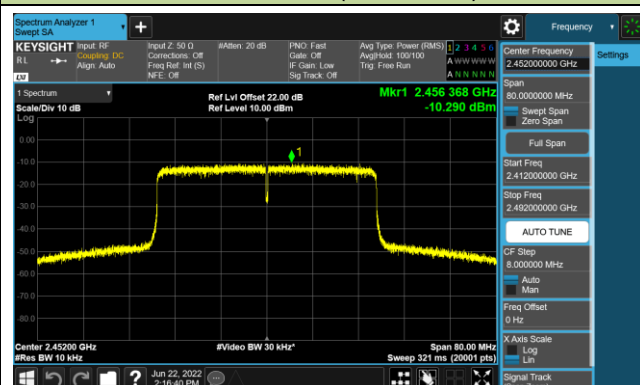 Spectrum Analyzer 1
Swept SA
Frequency
KEYSIGHT
RL
Input: RF
Coupling: DC
Align: Auto
Input Z: 50 Ω
Corrections: Off
Freq Ref: Int (S)
NFE: Off
#Atten: 20 dB
PNO: Fast
Gate: Off
IF Gain: Low
Sig Track: Off
Avg Type: Power (RMS)
Avg|Hold: 100/100
Trig: Free Run
1 2 3 4 5 6
A W W W W W
A N N N N N
1 Spectrum
Scale/Div 10 dB
Log
Ref Lvl Offset 22.00 dB
Ref Level 10.00 dBm
Mkr1 2.456 368 GHz
-10.290 dBm
1
0.00
-10.0
-20.0
-30.0
-40.0
-50.0
-60.0
-70.0
-80.0
Center 2.45200 GHz
#Res BW 10 kHz
#Video BW 30 kHz*
Span 80.00 MHz
Sweep 321 ms (20001 pts)
Jun 22, 2022
2:16:40 PM
Center Frequency
2.452000000 GHz
Span
80.0000000 MHz
Swept Span
Zero Span
Full Span
Start Freq
2.412000000 GHz
Stop Freq
2.492000000 GHz
AUTO TUNE
CF Step
8.000000 MHz
Auto
Man
Freq Offset
0 Hz
X Axis Scale
Log
Lin
Signal Track
Settings